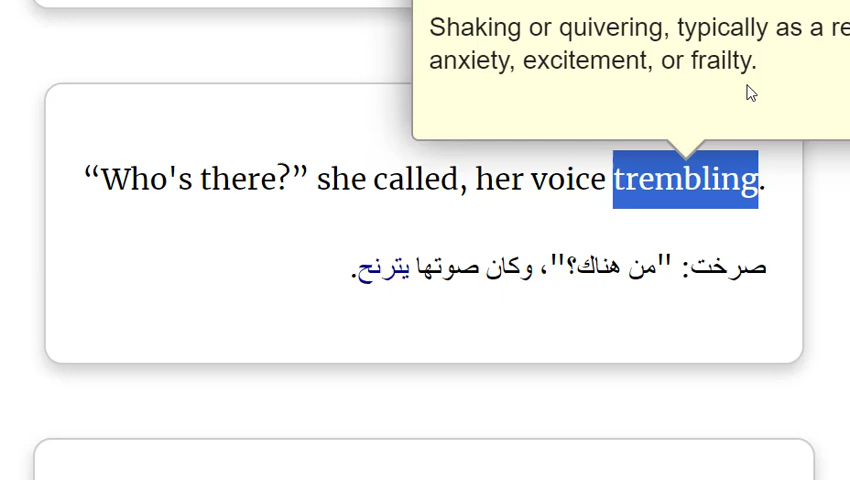 Shaking or quivering, typically as a
anxiety, excitement, or frailty.
“Who's there?” she called, her voice trembling.
صرخت: "من هناك؟"، وكان صوتها يترنح.